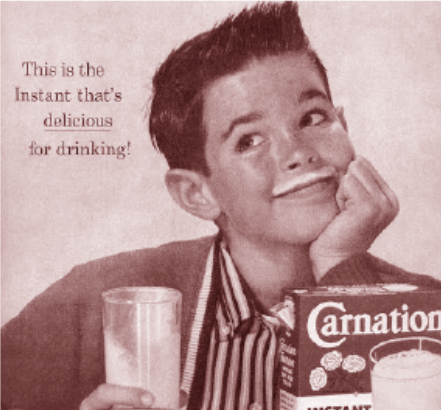 This is the
Instant that's
delicious
for drinking!
Carnation
INSTANT